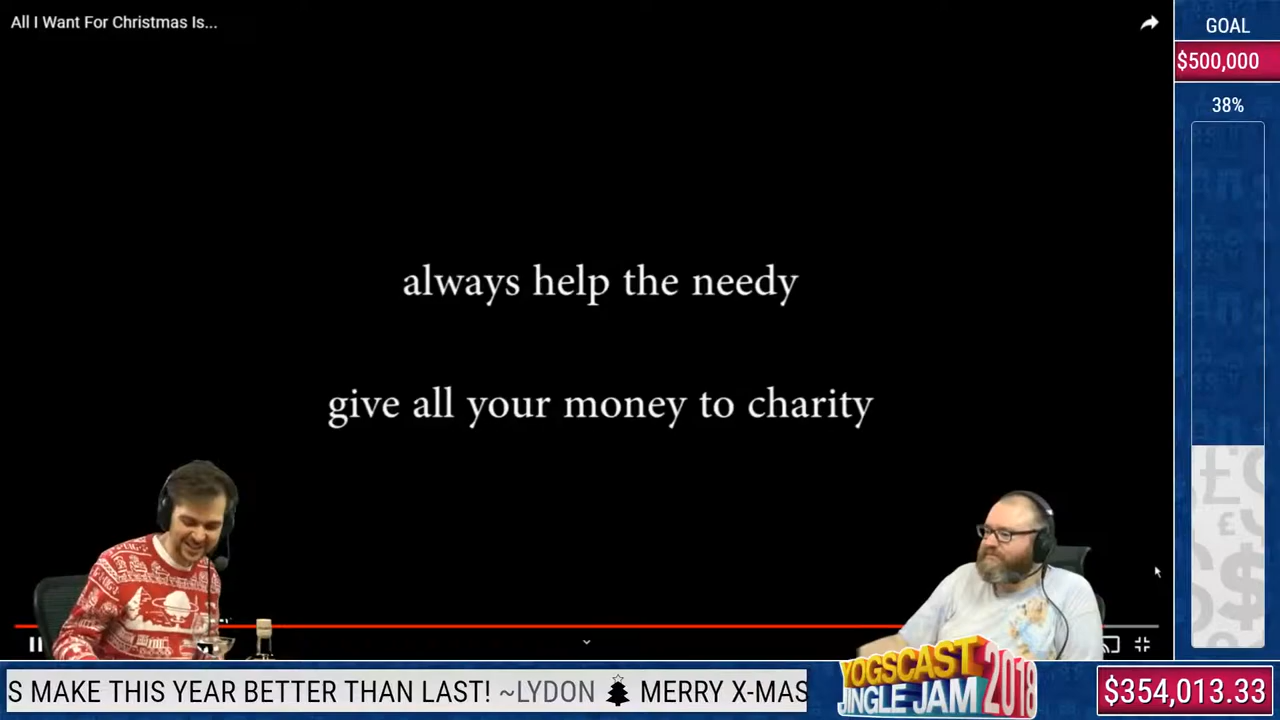 All I Want For Christmas Is...
GOAL
$500,000
38%
always help the needy
give all your money to charity
S MAKE THIS YEAR BETTER THAN LAST! ~LYDON 🎄 MERRY X-MAS
YOGSCAST
JINGLE JAM 2018
$354,013.33